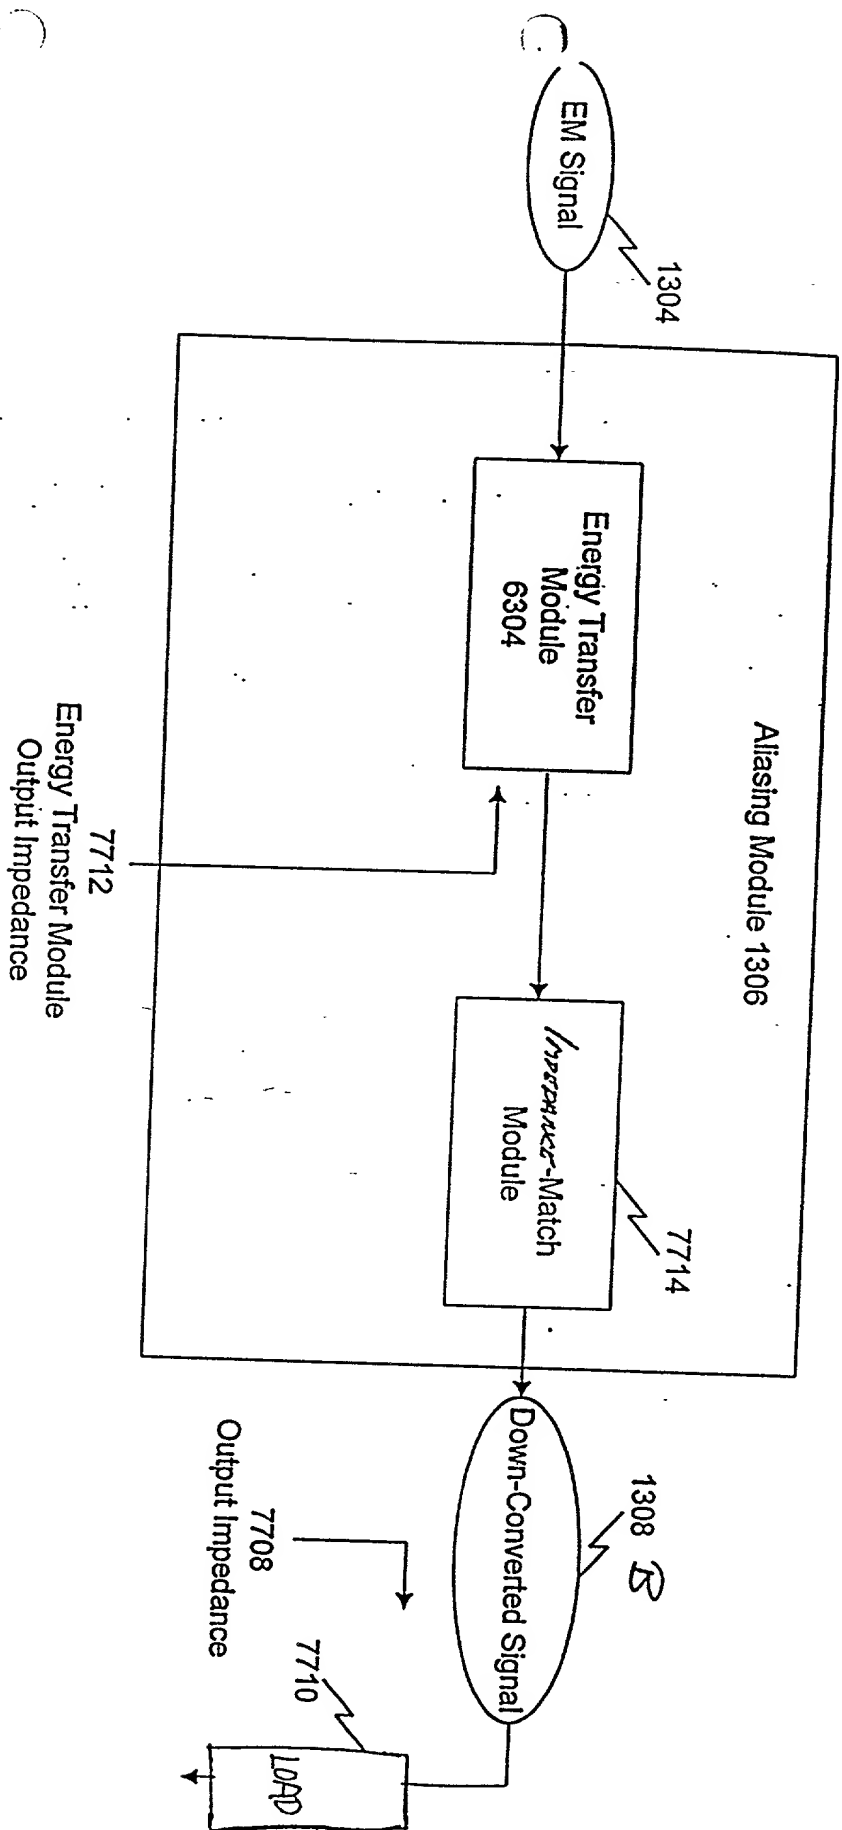 EM Signal
1304
Aliasing Module 1306
Energy Transfer
Module
6304
Impedance-Match
Module
7714
7712
Energy Transfer Module
Output Impedance
Down-Converted Signal
1308 B
7708
Output Impedance
7710
LOAD